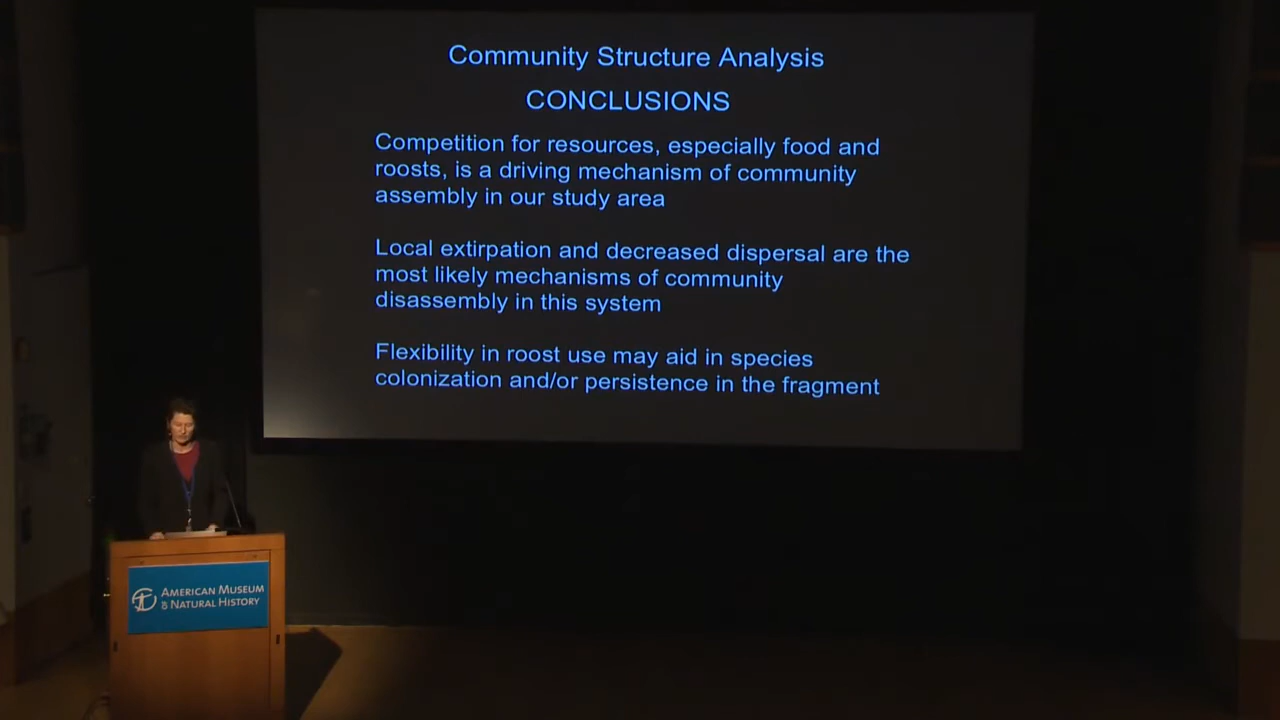 Community Structure Analysis
CONCLUSIONS
Competition for resources, especially food and
roosts, is a driving mechanism of community
assembly in our study area
Local extirpation and decreased dispersal are the
most likely mechanisms of community
disassembly in this system
Flexibility in roost use may aid in species
colonization and/or persistence in the fragment
AMERICAN MUSEUM
& NATURAL HISTORY